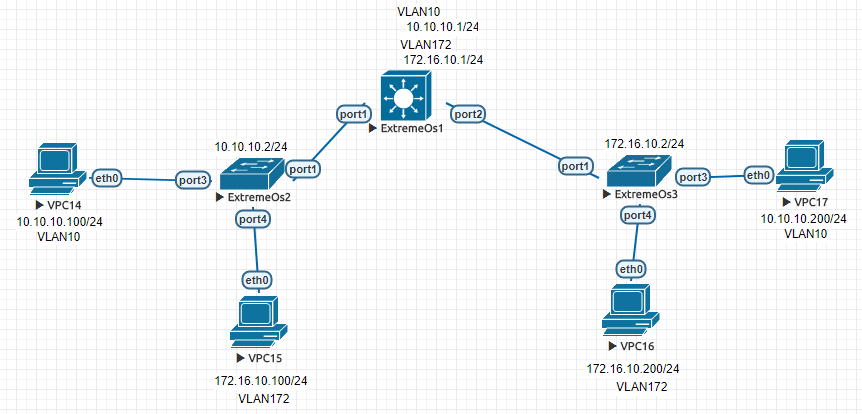 VLAN10
10.10.10.1/24
VLAN172
172.16.10.1/24
port1
port2
ExtremeOs1
10.10.10.2/24
172.16.10.2/24
eth0
port3
port1
ExtremeOs2
port4
port1
port3
eth0
ExtremeOs3
port4
VPC14
10.10.10.100/24
VLAN10
VPC17
10.10.10.200/24
VLAN10
eth0
VPC15
172.16.10.100/24
VLAN172
eth0
VPC16
172.16.10.200/24
VLAN172